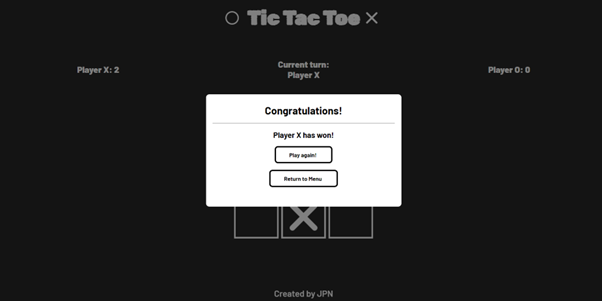 Tic Tac Toe
Player X: 2
Current turn:
Player X
Player O: 0
Congratulations!
Player X has won!
Play again!
Return to Menu
Created by JPN